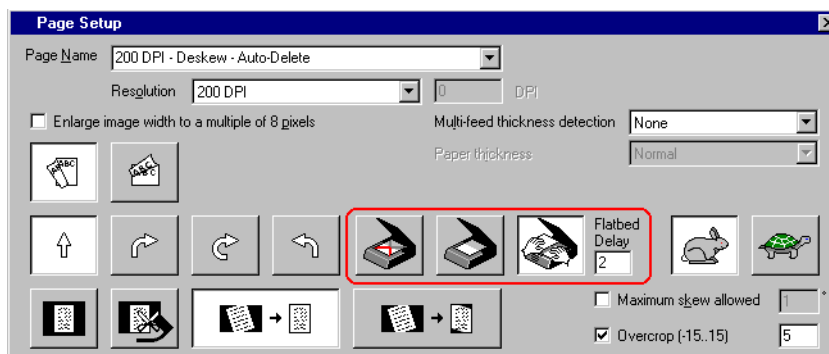 Page Setup
Page Name 200 DPI - Deskew - Auto-Delete
Resolution 200 DPI 0 DPI
Enlarge image width to a multiple of 8 pixels Multi-feed thickness detection None
Paper thickness Normal
ABC ABC
Flatbed
Delay
2
Maximum skew allowed 1 °
Overcrop (-15..15) 5